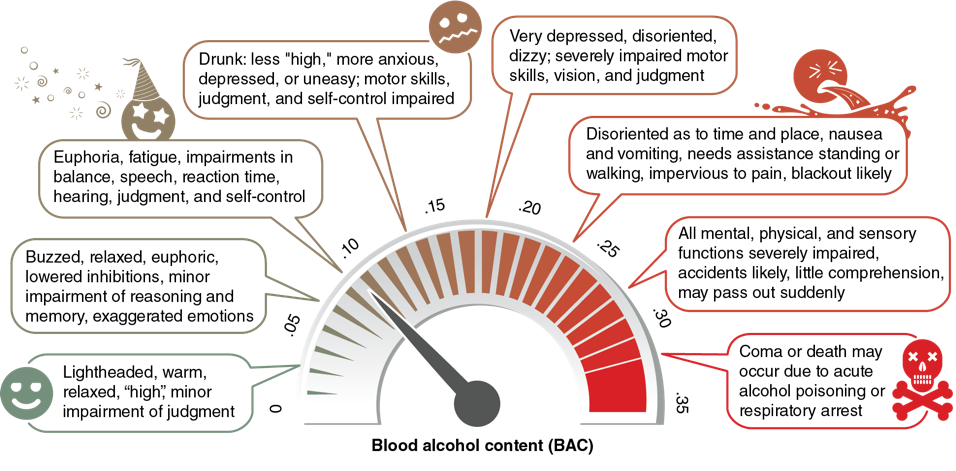 Drunk: less "high," more anxious,
depressed, or uneasy; motor skills,
judgment, and self-control impaired
Very depressed, disoriented,
dizzy; severely impaired motor
skills, vision, and judgment
Euphoria, fatigue, impairments in
balance, speech, reaction time,
hearing, judgment, and self-control
Disoriented as to time and place, nausea
and vomiting, needs assistance standing or
walking, impervious to pain, blackout likely
Buzzed, relaxed, euphoric,
lowered inhibitions, minor
impairment of reasoning and
memory, exaggerated emotions
All mental, physical, and sensory
functions severely impaired,
accidents likely, little comprehension,
may pass out suddenly
Lightheaded, warm,
relaxed, “high”, minor
impairment of judgment
Coma or death may
occur due to acute
alcohol poisoning or
respiratory arrest
0
.05
.10
.15
.20
.25
.30
.35
Blood alcohol content (BAC)